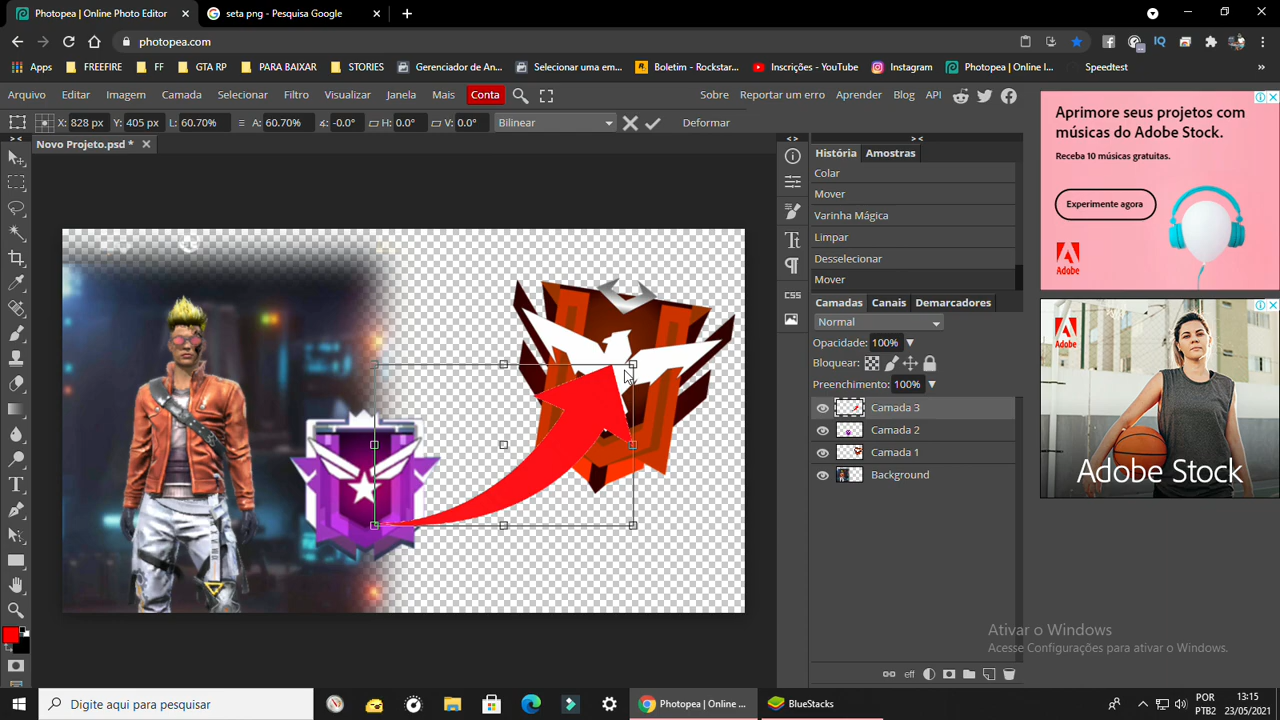 Photopea | Online Photo Editor
seta png - Pesquisa Google
photopea.com
Apps
FREEFIRE
FF
GTA RP
PARA BAIXAR
STORIES
Gerenciador de An...
Selecionar uma em...
Boletim - Rockstar...
Inscrições - YouTube
Instagram
Photopea | Online I...
Speedtest
»
Arquivo Editar Imagem Camada Selecionar Filtro Visualizar Janela Mais Conta
Sobre Reportar um erro Aprender Blog API
X: 828 px Y: 405 px L: 60.70% A: 60.70% ∡: -0.0° H: 0.0° V: 0.0° Bilinear Deformar
Novo Projeto.psd *
História Amostras
Colar
Mover
Varinha Mágica
Limpar
Desselecionar
Mover
Camadas Canais Demarcadores
Normal
Opacidade: 100%
Bloquear:
Preenchimento: 100%
Camada 3
Camada 2
Camada 1
Background
CSS
eff
Aprimore seus projetos com
músicas do Adobe Stock.
Receba 10 músicas gratuitas.
Experimente agora
Adobe
Adobe
Adobe Stock
Ativar o Windows
Acesse Configurações para ativar o Windows.
Digite aqui para pesquisar
Photopea | Online ...
BlueStacks
POR
PTB2
13:15
23/05/2021